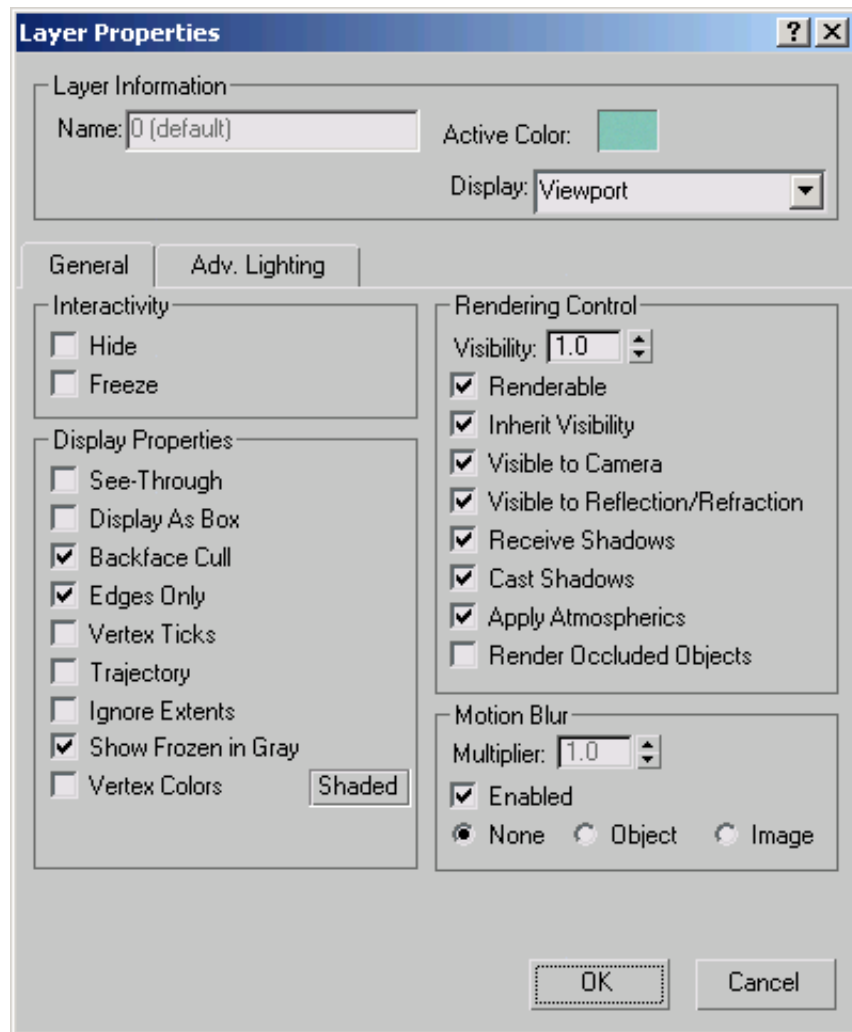 Layer Properties
Layer Information
Name: 0 (default)
Active Color:
Display: Viewport
General
Adv. Lighting
Interactivity
Hide
Freeze
Display Properties
See-Through
Display As Box
Backface Cull
Edges Only
Vertex Ticks
Trajectory
Ignore Extents
Show Frozen in Gray
Vertex Colors
Shaded
Rendering Control
Visibility: 1.0
Renderable
Inherit Visibility
Visible to Camera
Visible to Reflection/Refraction
Receive Shadows
Cast Shadows
Apply Atmospherics
Render Occluded Objects
Motion Blur
Multiplier: 1.0
Enabled
None Object Image
OK Cancel